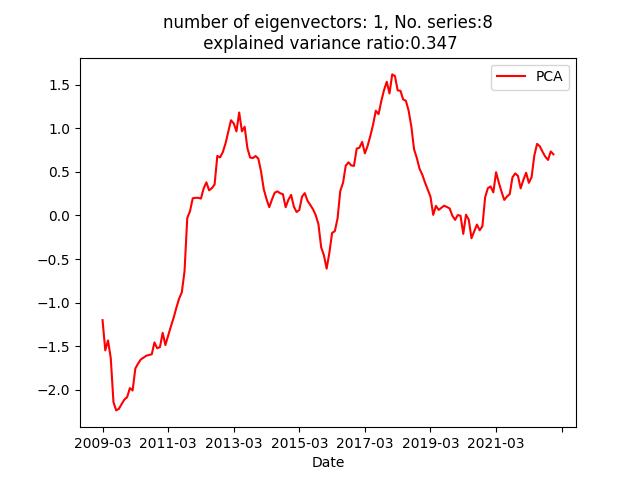 number of eigenvectors: 1, No. series:8
explained variance ratio:0.347
PCA
1.5
1.0
0.5
0.0
−0.5
−1.0
−1.5
−2.0
2009-03 2011-03 2013-03 2015-03 2017-03 2019-03 2021-03
Date